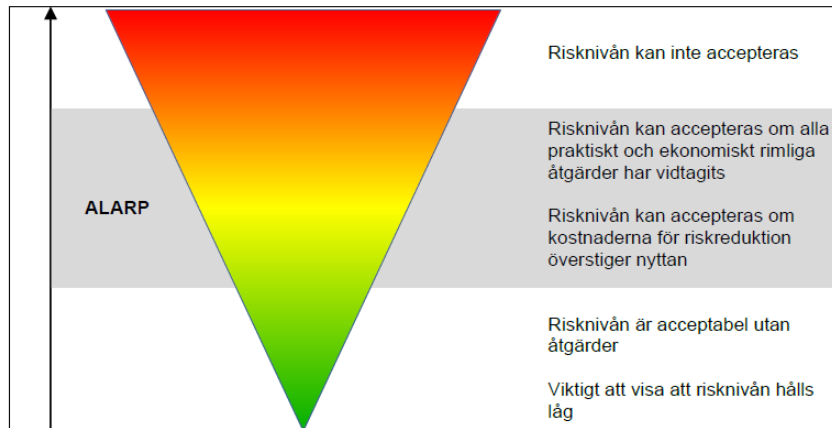 Risknivån kan inte accepteras
Risknivån kan accepteras om alla
praktiskt och ekonomiskt rimliga
åtgärder har vidtagits
ALARP
Risknivån kan accepteras om
kostnaderna för riskreduktion
överstiger nyttan
Risknivån är acceptabel utan
åtgärder
Viktigt att visa att risknivån hålls
låg